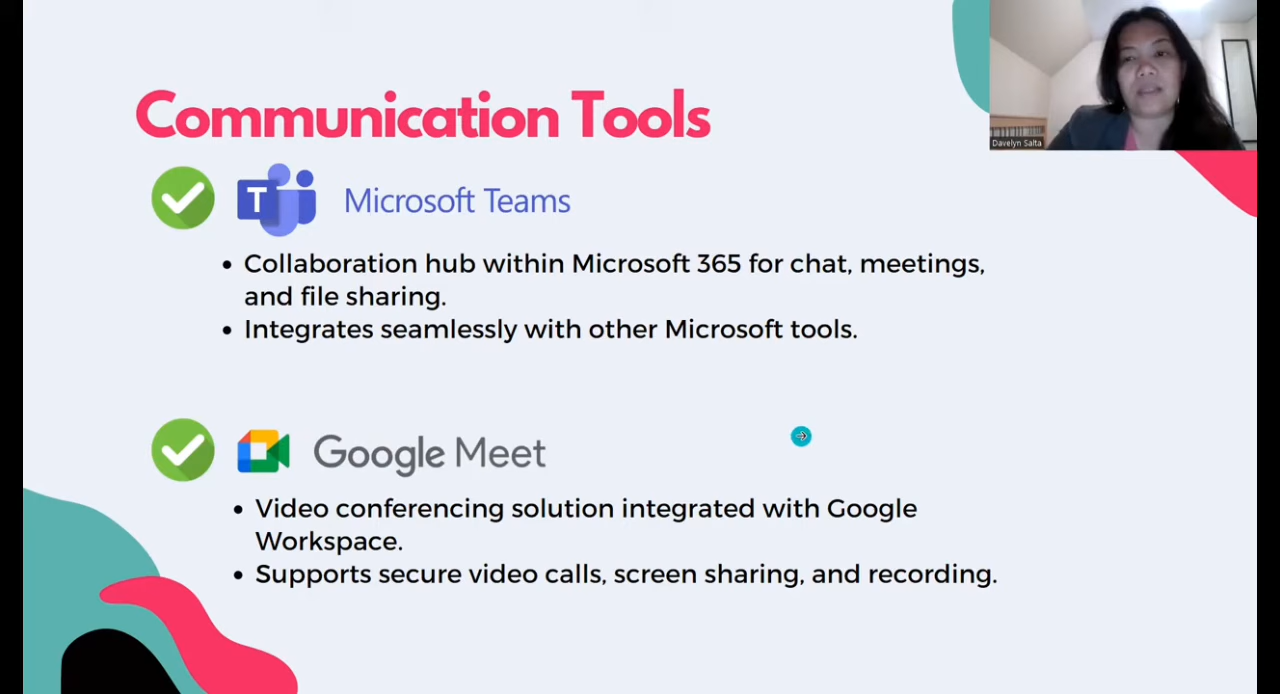 Communication Tools
Davelyn Salta
T
Microsoft Teams
• Collaboration hub within Microsoft 365 for chat, meetings,
and file sharing.
• Integrates seamlessly with other Microsoft tools.
Google Meet
• Video conferencing solution integrated with Google
Workspace.
• Supports secure video calls, screen sharing, and recording.